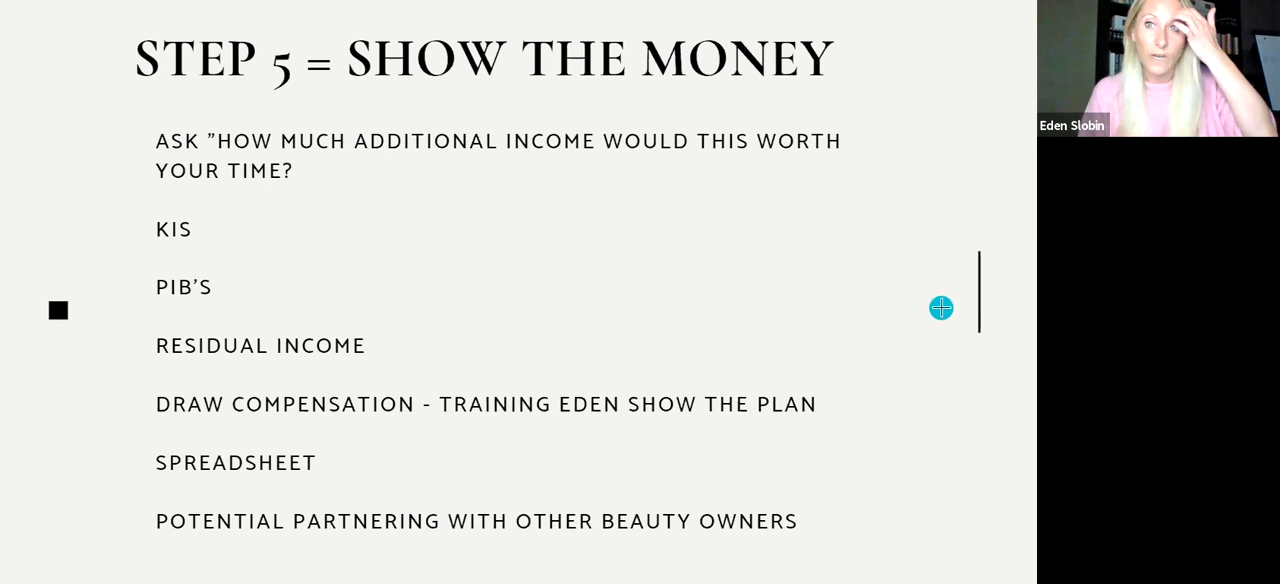 STEP 5 = SHOW THE MONEY
ASK ”HOW MUCH ADDITIONAL INCOME WOULD THIS WORTH
YOUR TIME?
KIS
PIB’S
RESIDUAL INCOME
DRAW COMPENSATION - TRAINING EDEN SHOW THE PLAN
SPREADSHEET
POTENTIAL PARTNERING WITH OTHER BEAUTY OWNERS
Eden Slobin